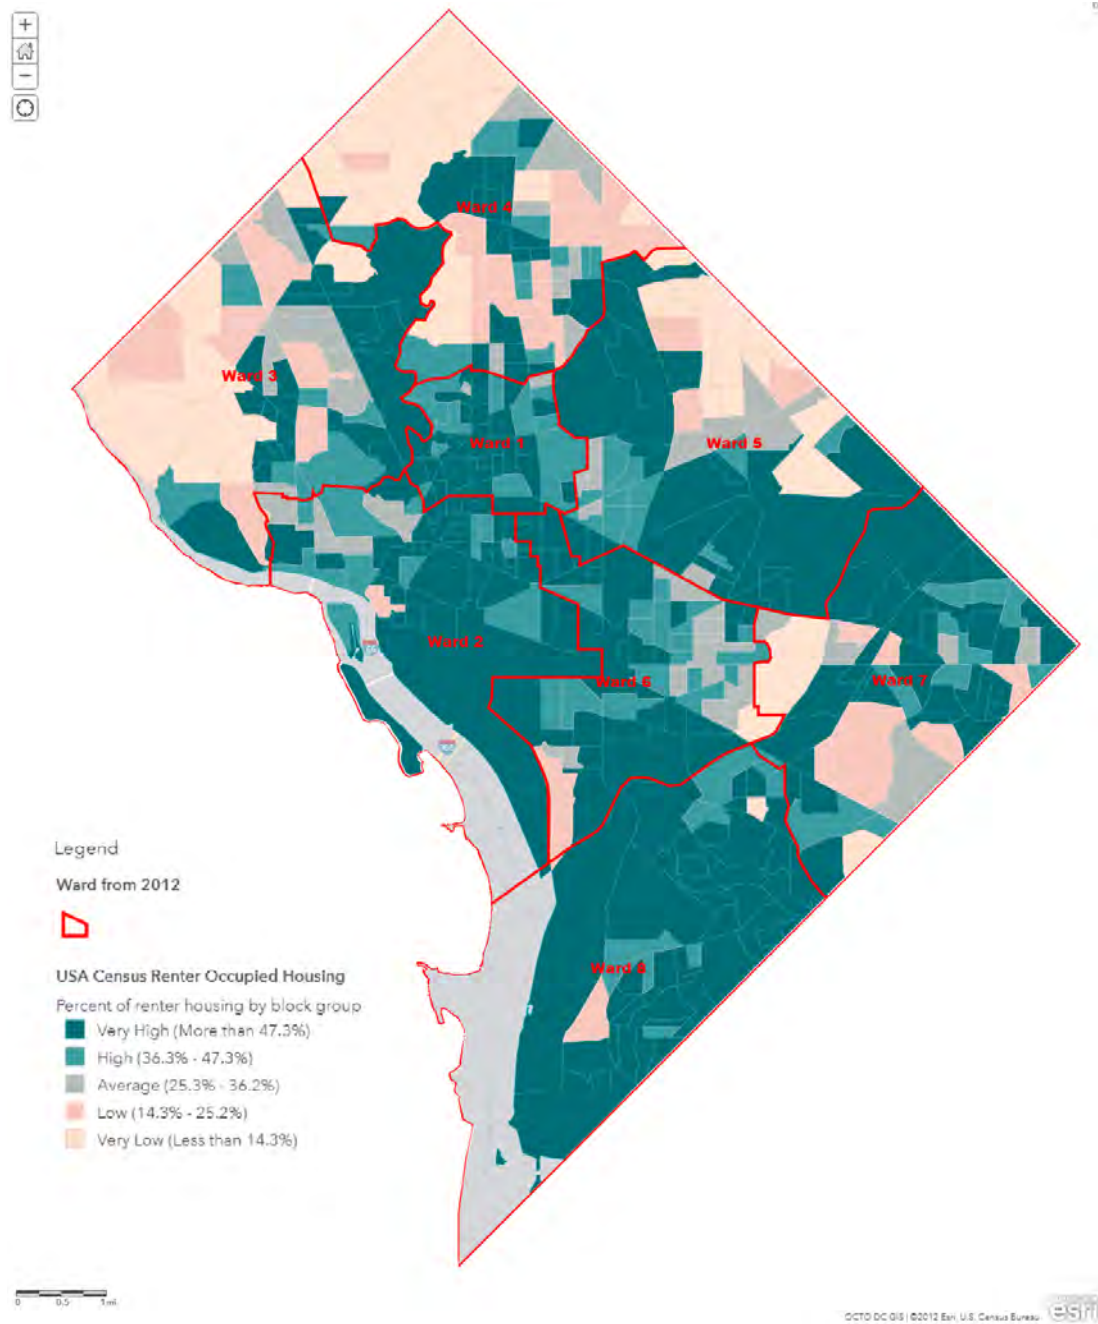 +
−
Ward 4
Ward 3
Ward 1
Ward 5
Ward 2
Ward 6
Ward 7
Ward 8
Legend
Ward from 2012
USA Census Renter Occupied Housing
Percent of renter housing by block group
Very High (More than 47.3%)
High (36.3% - 47.3%)
Average (25.3% - 36.2%)
Low (14.3% - 25.2%)
Very Low (Less than 14.3%)
0 0.5 1mi
OCTO DC GIS | ©2012 Esri, U.S. Census Bureau
esri